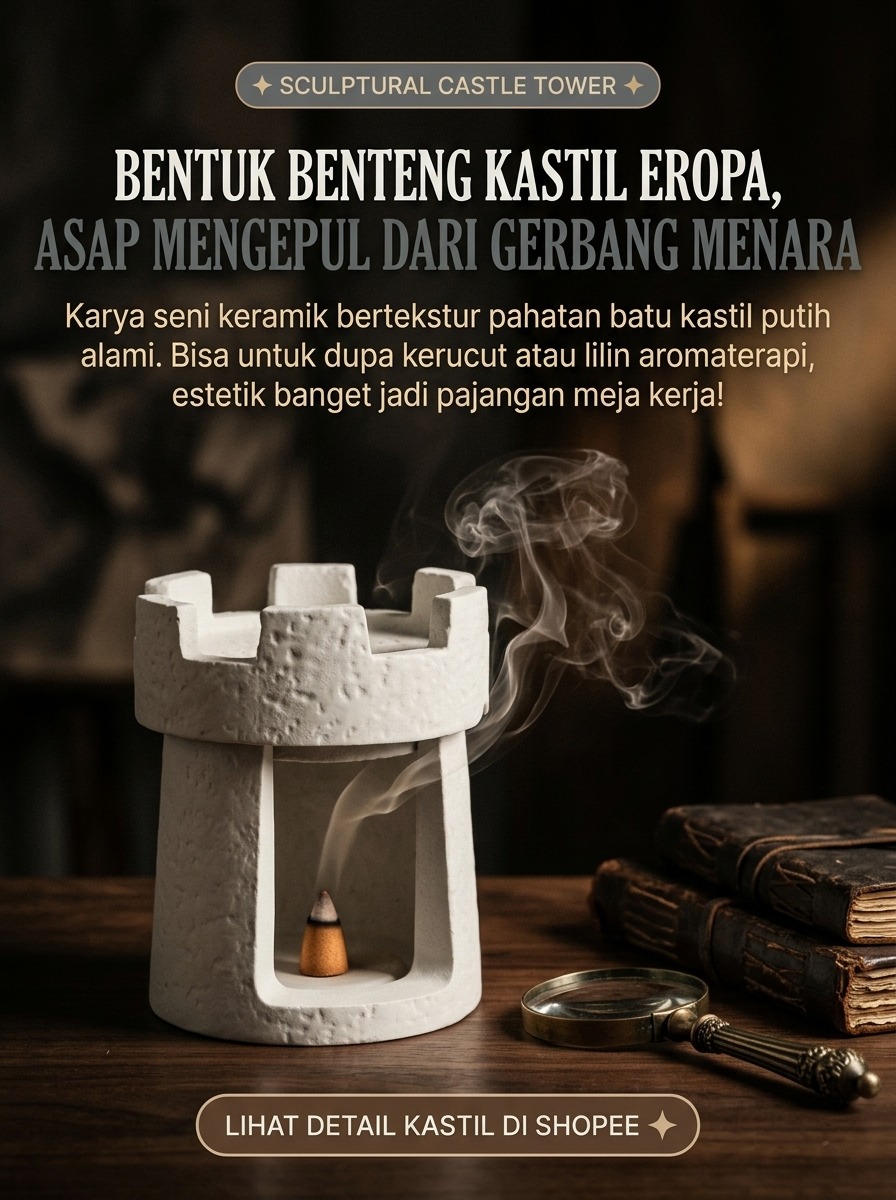 ✦ SCULPTURAL CASTLE TOWER ✦
BENTUK BENTENG KASTIL EROPA,
ASAP MENGEPUL DARI GERBANG MENARA
Karya seni keramik bertekstur pahatan batu kastil putih
alami. Bisa untuk dupa kerucut atau lilin aromaterapi,
estetik banget jadi pajangan meja kerja!
LIHAT DETAIL KASTIL DI SHOPEE ✦